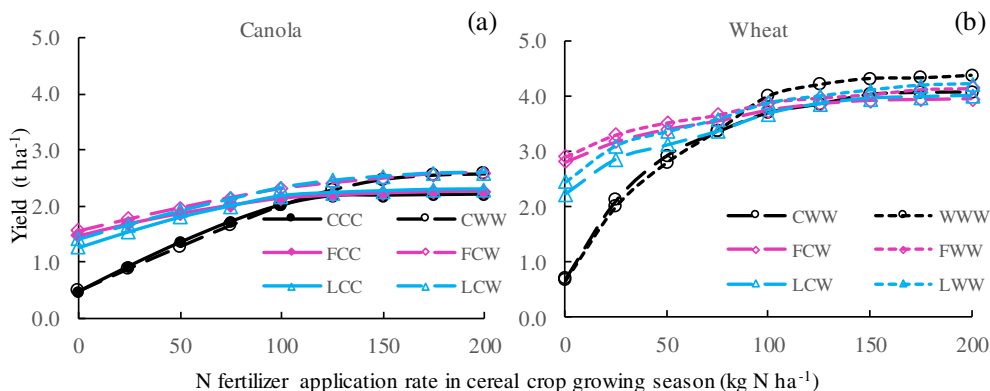 Canola (a)
Wheat (b)
Yield (t ha-1)
5.0
4.0
3.0
2.0
1.0
0.0
0 50 100 150 200
CCC CWW
FCC FCW
LCC LCW
5.0
4.0
3.0
2.0
1.0
0.0
0 50 100 150 200
CWW WWW
FCW FWW
LCW LWW
N fertilizer application rate in cereal crop growing season (kg N ha-1)